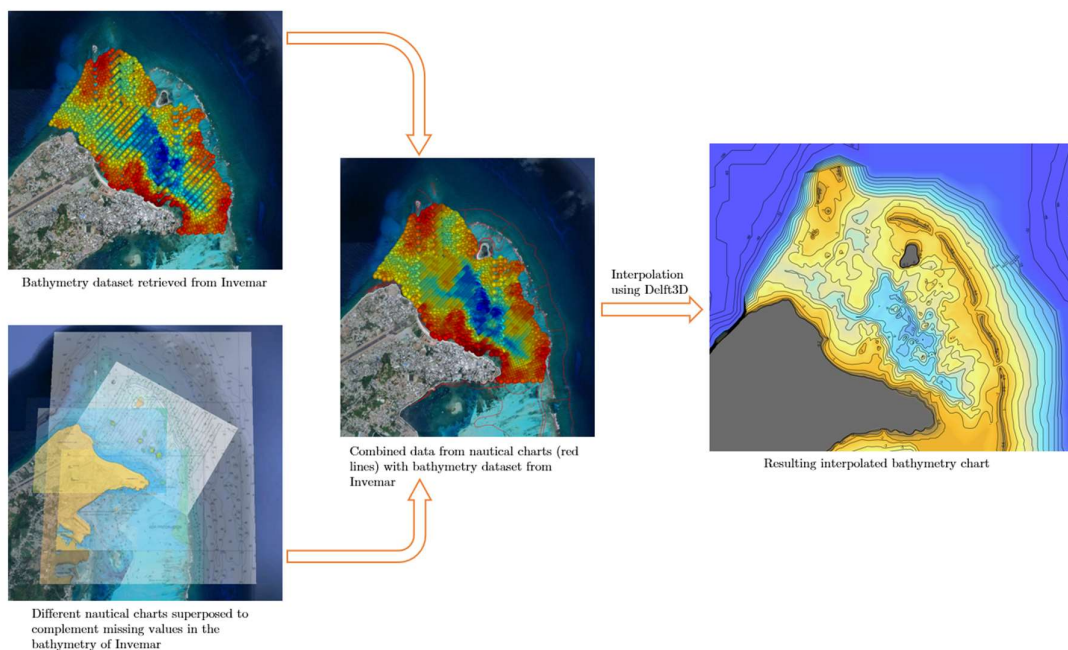 Bathymetry dataset retrieved from Invemar
Different nautical charts superposed to
complement missing values in the
bathymetry of Invemar
Combined data from nautical charts (red
lines) with bathymetry dataset from
Invemar
Interpolation
using Delft3D
Resulting interpolated bathymetry chart